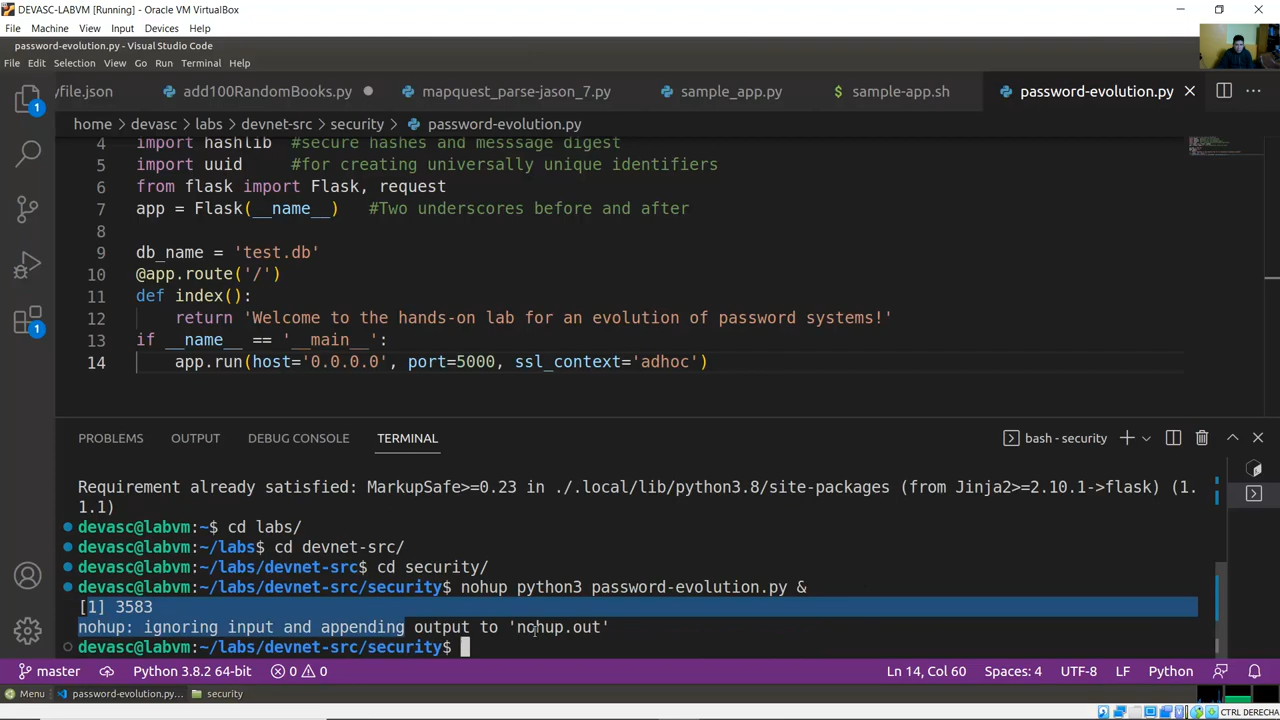 DEVASC-LABVM [Running] - Oracle VM VirtualBox
File Machine View Input Devices Help
password-evolution.py - Visual Studio Code
File Edit Selection View Go Run Terminal Help
yfile.json add100RandomBooks.py mapquest_parse-jason_7.py sample_app.py $ sample-app.sh password-evolution.py
home > devasc > labs > devnet-src > security > password-evolution.py
4 import hashlib #secure hashes and messsage digest
5 import uuid #for creating universally unique identifiers
6 from flask import Flask, request
7 app = Flask(__name__) #Two underscores before and after
8
9 db_name = 'test.db'
10 @app.route('/')
11 def index():
12 return 'Welcome to the hands-on lab for an evolution of password systems!'
13 if __name__ == '__main__':
14 app.run(host='0.0.0.0', port=5000, ssl_context='adhoc')
PROBLEMS OUTPUT DEBUG CONSOLE TERMINAL bash - security
Requirement already satisfied: MarkupSafe>=0.23 in ./.local/lib/python3.8/site-packages (from Jinja2>=2.10.1->flask) (1.
1.1)
devasc@labvm:~$ cd labs/
devasc@labvm:~/labs$ cd devnet-src/
devasc@labvm:~/labs/devnet-src$ cd security/
devasc@labvm:~/labs/devnet-src/security$ nohup python3 password-evolution.py &
[1] 3583
nohup: ignoring input and appending output to 'nohup.out'
devasc@labvm:~/labs/devnet-src/security$
master Python 3.8.2 64-bit 0 0 Ln 14, Col 60 Spaces: 4 UTF-8 LF Python
Menu password-evolution.py... security
CTRL DERECHA